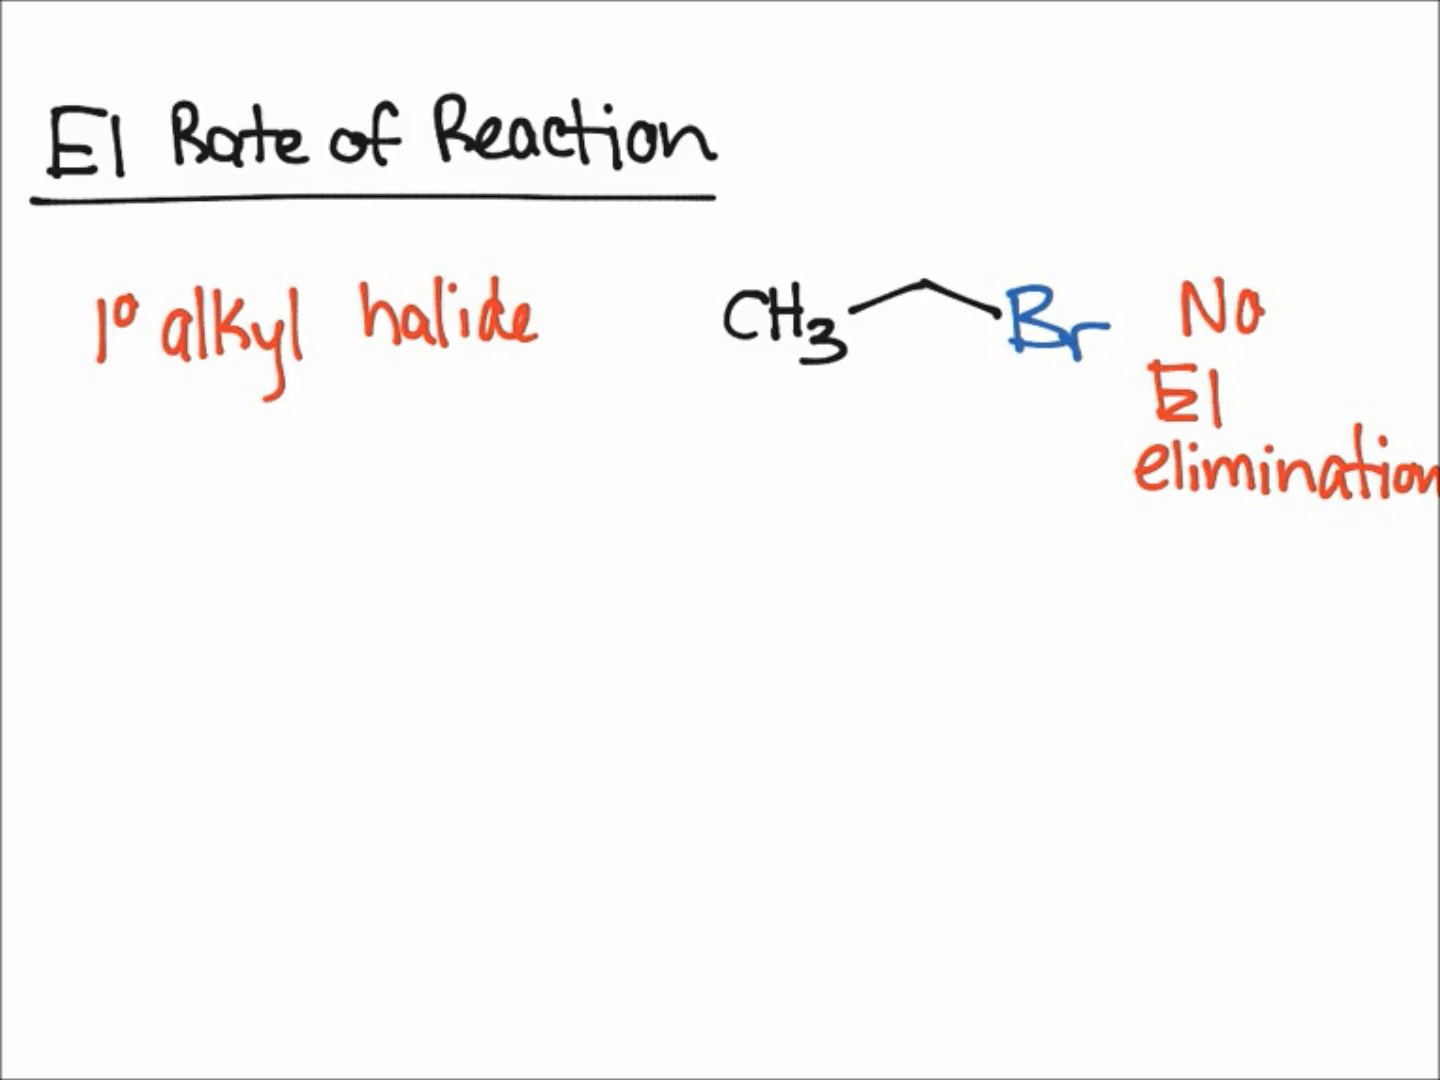 E1 Rate of Reaction
1° alkyl halide
CH3 Br No
E1
elimination